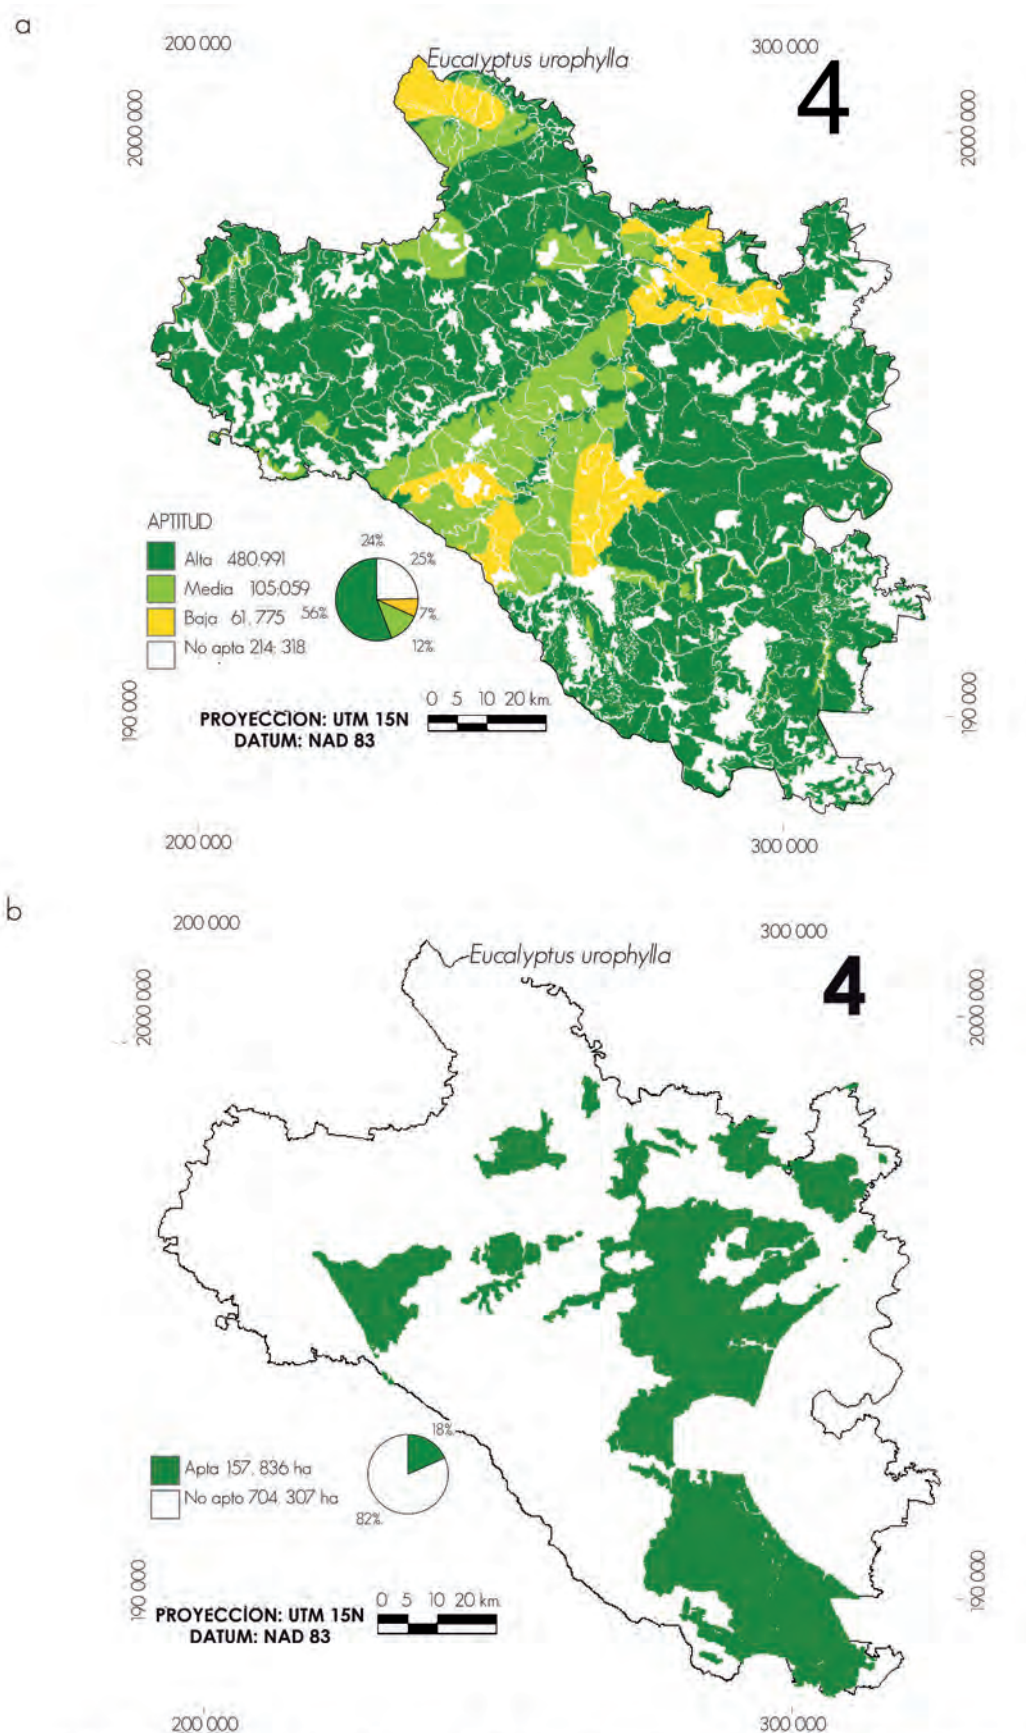 a
200 000
300 000
Eucalyptus urophylla
4
2000 000
2000 000
APTITUD
Alta 480.991
Media 105:059
Baja 61.775
No apta 214: 318
24%
25%
56%
7%
12%
190 000
190 000
0 5 10 20 km.
PROYECCION: UTM 15N
DATUM: NAD 83
200 000
300 000
b
200 000
300 000
Eucalyptus urophylla
4
2000 000
2000 000
18%
Apta 157, 836 ha
No apto 704. 307 ha
82%
190 000
190 000
0 5 10 20 km.
PROYECCION: UTM 15N
DATUM: NAD 83
200 000
300 000